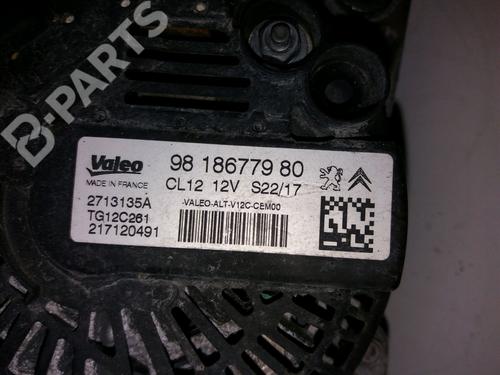 B-PARTS
Valeo
MADE IN FRANCE
98 186779 80
CL12 12V S22/17
2713135A
TG12C261
217120491
-VALEO-ALT-V12C-CEM00